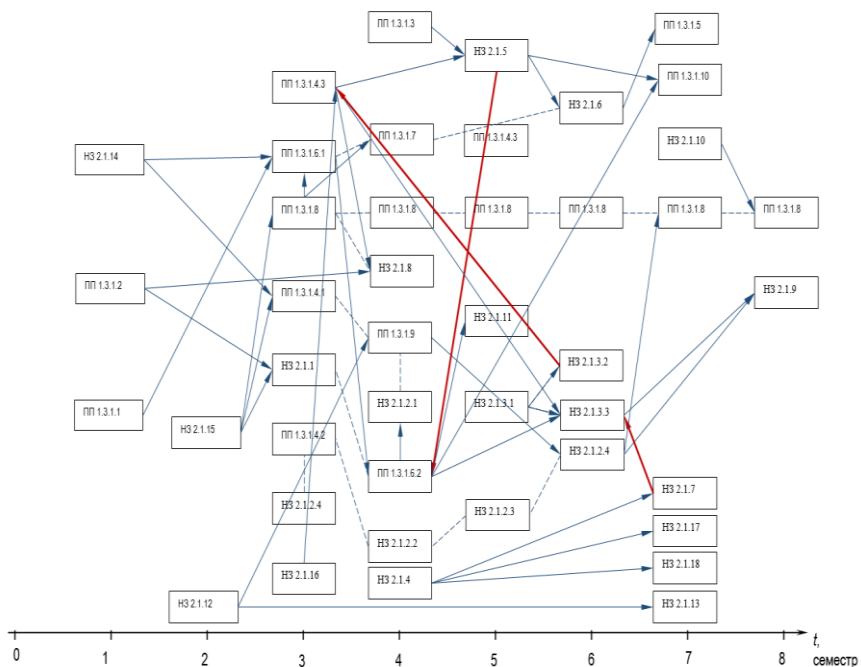 ПП 1.3.1.3
НЗ 2.1.5
ПП 1.3.1.5
ПП 1.3.1.4.3
ПП 1.3.1.10
НЗ 2.1.6
НЗ 2.1.14
ПП 1.3.1.6.1
ПП 1.3.1.7
ПП 1.3.1.4.3
НЗ 2.1.10
ПП 1.3.1.8
ПП 1.3.1.8
ПП 1.3.1.8
ПП 1.3.1.8
ПП 1.3.1.8
ПП 1.3.1.8
ПП 1.3.1.2
НЗ 2.1.8
ПП 1.3.1.4.1
НЗ 2.1.9
НЗ 2.1.11
ПП 1.3.1.9
НЗ 2.1.1
НЗ 2.1.3.2
ПП 1.3.1.1
НЗ 2.1.2.1
НЗ 2.1.3.1
НЗ 2.1.3.3
НЗ 2.1.15
ПП 1.3.1.4.2
НЗ 2.1.2.4
ПП 1.3.1.6.2
НЗ 2.1.7
НЗ 2.1.2.4
НЗ 2.1.2.3
НЗ 2.1.17
НЗ 2.1.2.2
НЗ 2.1.16
НЗ 2.1.4
НЗ 2.1.18
НЗ 2.1.12
НЗ 2.1.13
0 1 2 3 4 5 6 7 8
t,
семестр